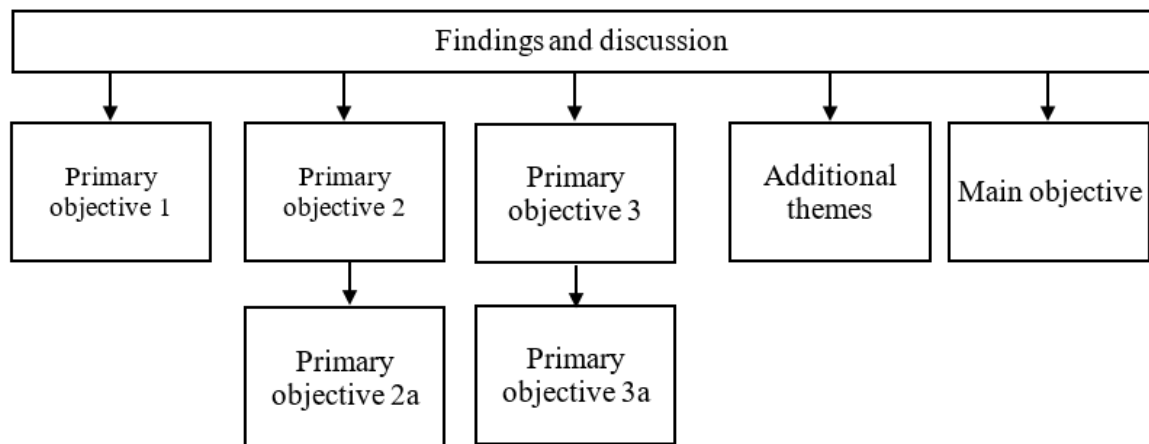 Findings and discussion
Primary
objective 1
Primary
objective 2
Primary
objective 3
Additional
themes
Main objective
Primary
objective 2a
Primary
objective 3a